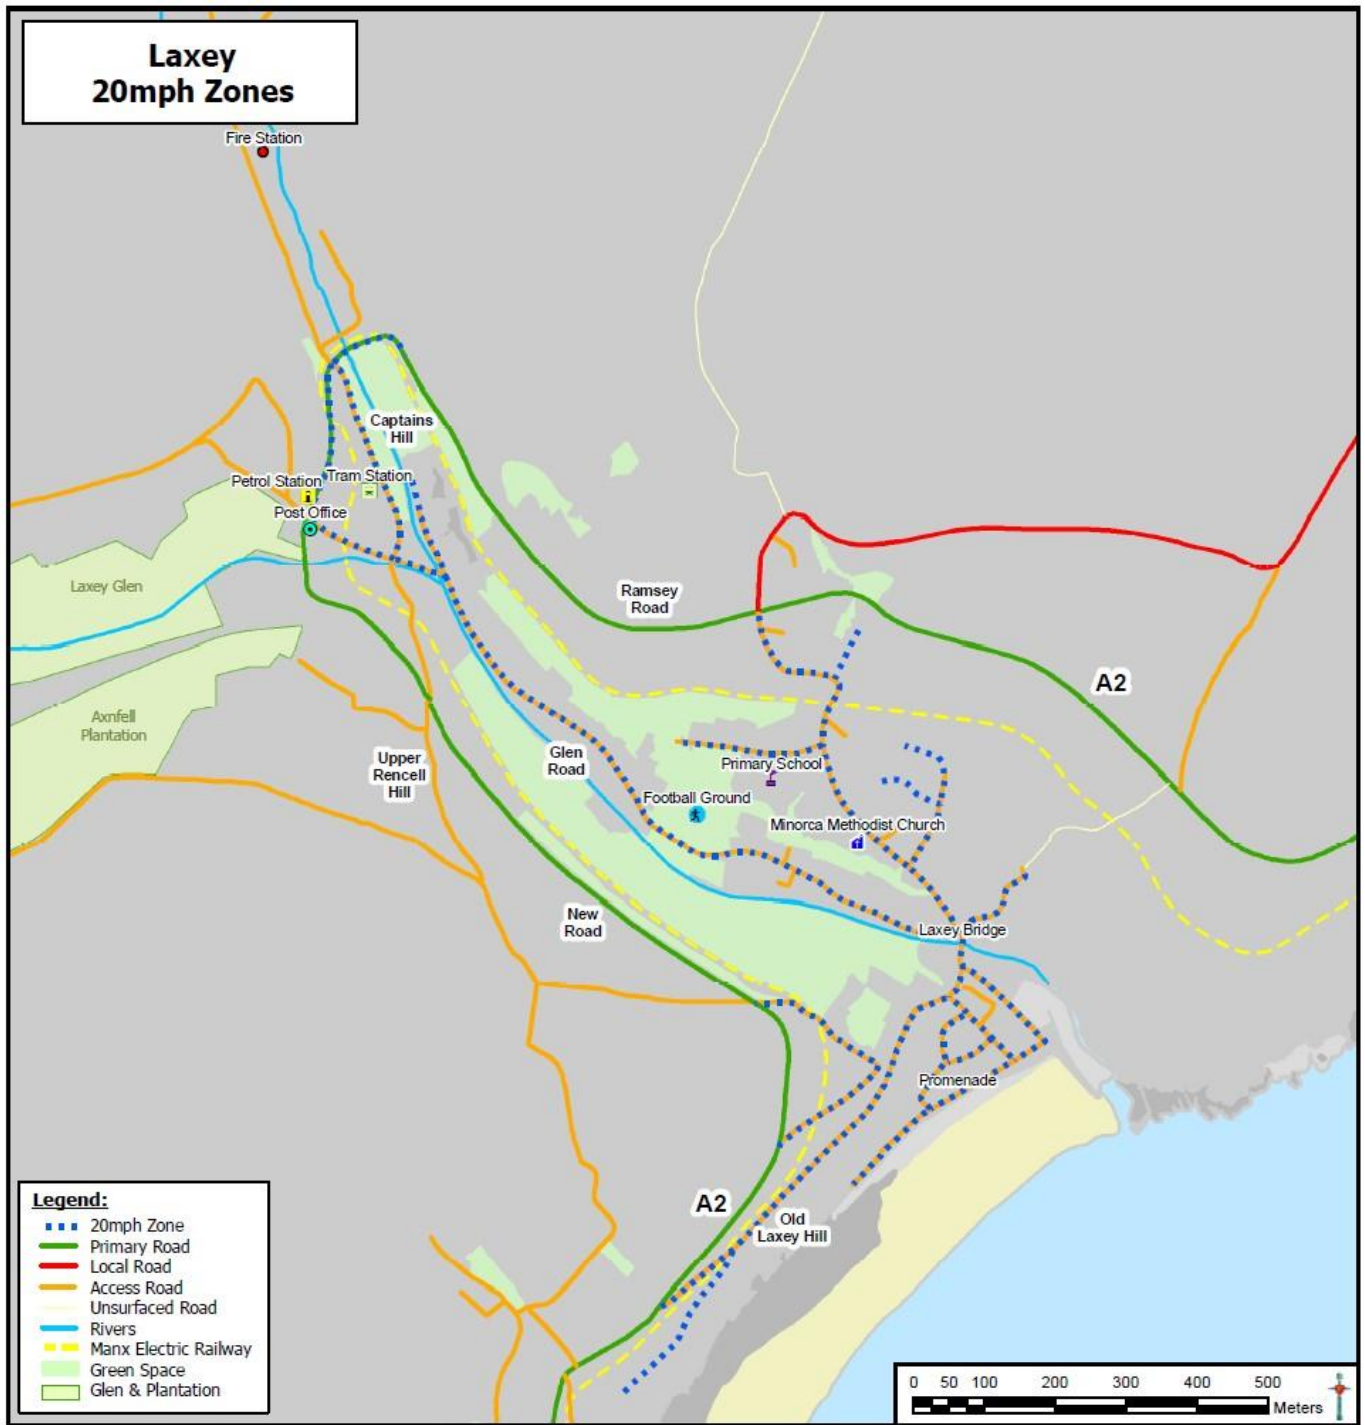 Laxey
20mph Zones
Fire Station
Captains
Hill
Petrol Station
Tram Station
Post Office
Laxey Glen
Ramsey
Road
A2
Axnfell
Plantation
Upper
Rencell
Hill
Glen
Road
Primary School
Football Ground
Minorca Methodist Church
New
Road
Laxey Bridge
Promenade
A2
Old
Laxey Hill
Legend:
20mph Zone
Primary Road
Local Road
Access Road
Unsurfaced Road
Rivers
Manx Electric Railway
Green Space
Glen & Plantation
0 50 100 200 300 400 500
Meters